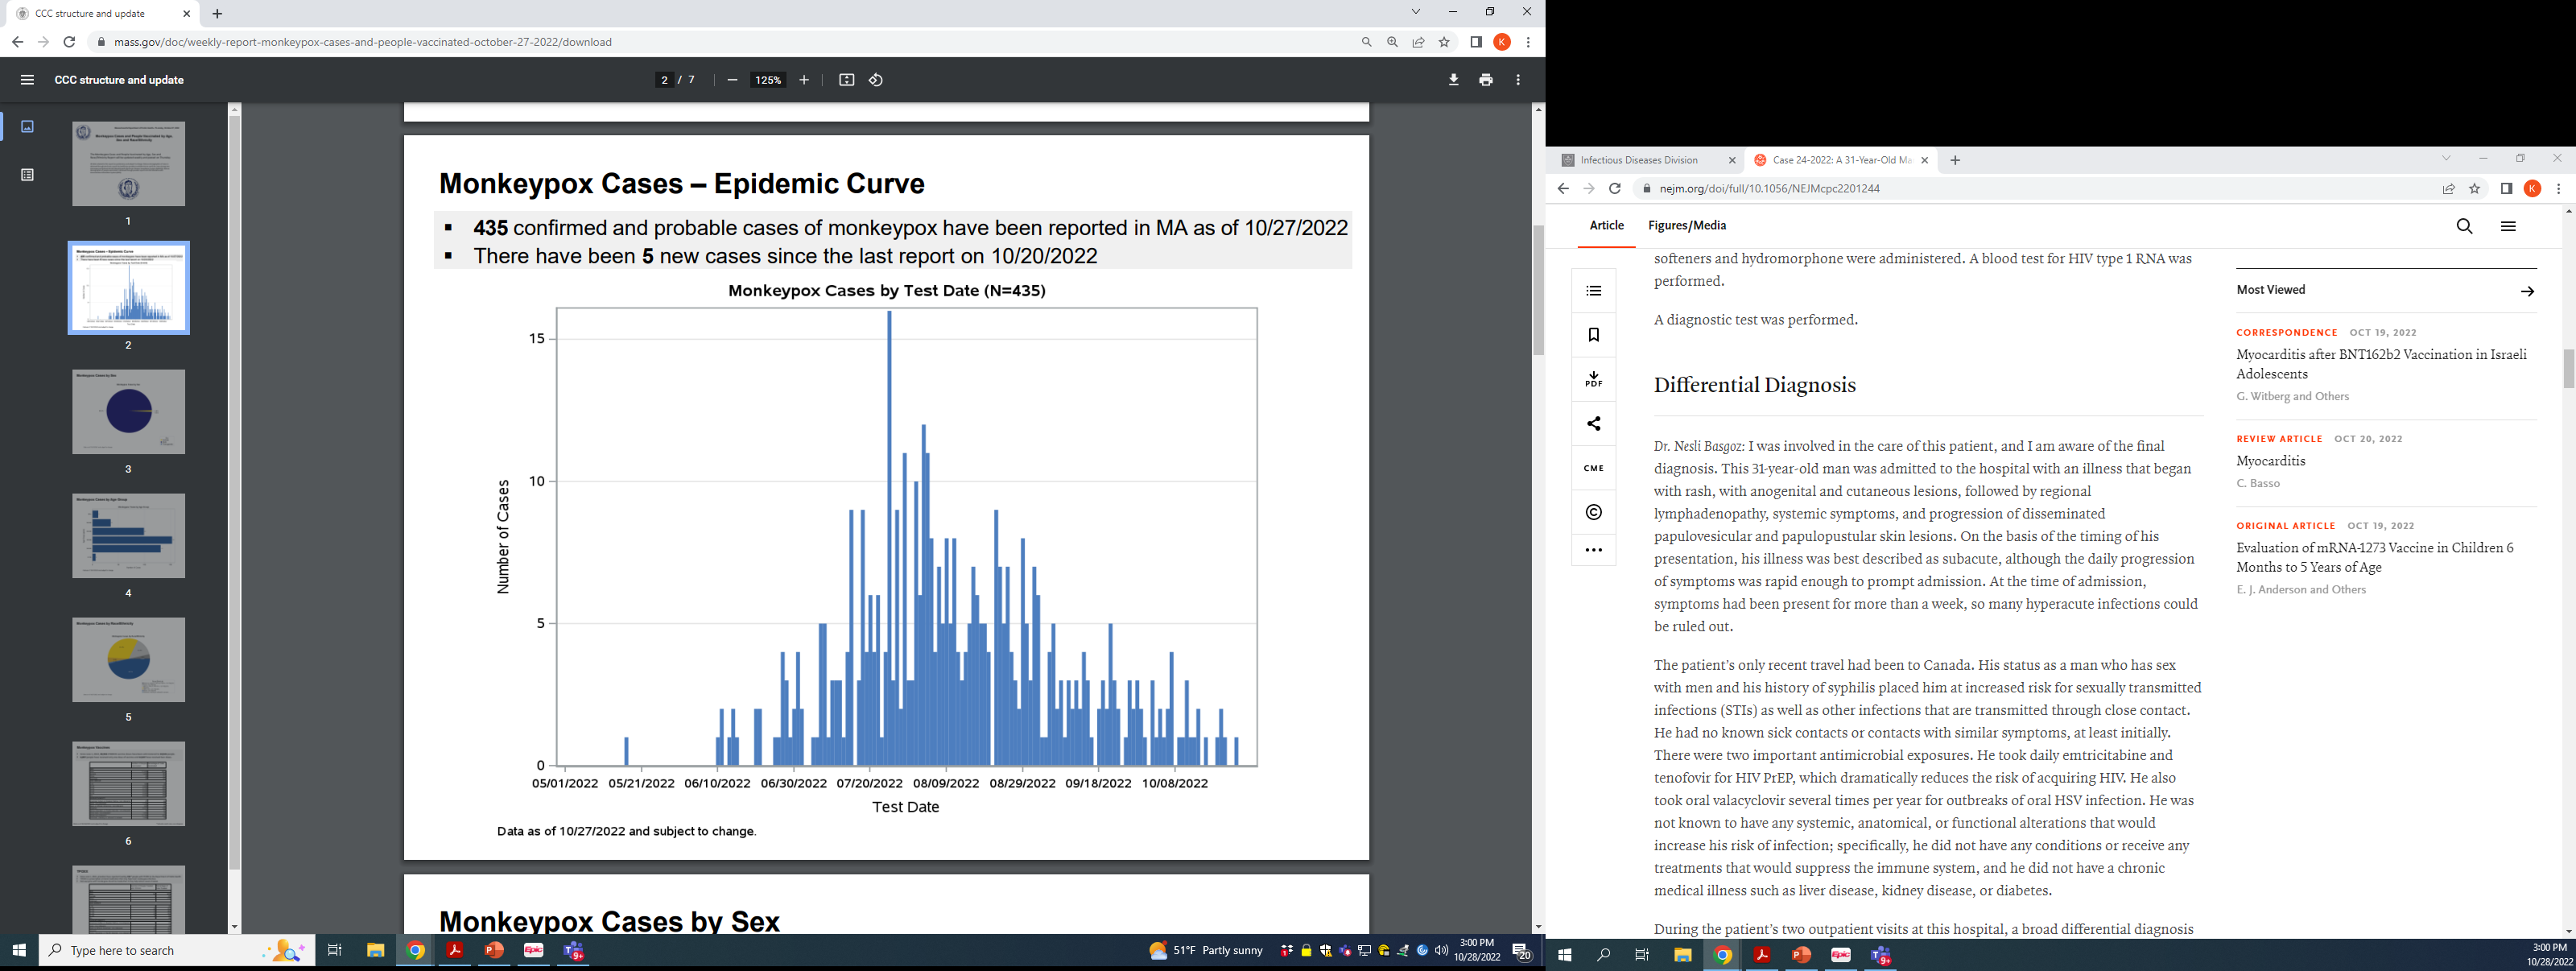 CCC structure and update
mass.gov/doc/weekly-report-monkeypox-cases-and-people-vaccinated-october-27-2022/download
K
CCC structure and update
2 / 7
125%
1
2
3
4
5
6
Monkeypox Cases – Epidemic Curve
▪ 435 confirmed and probable cases of monkeypox have been reported in MA as of 10/27/2022
▪ There have been 5 new cases since the last report on 10/20/2022
Monkeypox Cases by Test Date (N=435)
Number of Cases
15
10
5
0
05/01/2022 05/21/2022 06/10/2022 06/30/2022 07/20/2022 08/09/2022 08/29/2022 09/18/2022 10/08/2022
Test Date
Data as of 10/27/2022 and subject to change.
Monkeypox Cases by Sex
Type here to search
Epic
9+
51°F Partly sunny
3:00 PM
10/28/2022
20
Infectious Diseases Division
Case 24-2022: A 31-Year-Old Ma
nejm.org/doi/full/10.1056/NEJMcpc2201244
K
Article Figures/Media
PDF
CME
softeners and hydromorphone were administered. A blood test for HIV type 1 RNA was
performed.
A diagnostic test was performed.
Differential Diagnosis
Dr. Nesli Basgoz: I was involved in the care of this patient, and I am aware of the final
diagnosis. This 31-year-old man was admitted to the hospital with an illness that began
with rash, with anogenital and cutaneous lesions, followed by regional
lymphadenopathy, systemic symptoms, and progression of disseminated
papulovesicular and papulopustular skin lesions. On the basis of the timing of his
presentation, his illness was best described as subacute, although the daily progression
of symptoms was rapid enough to prompt admission. At the time of admission,
symptoms had been present for more than a week, so many hyperacute infections could
be ruled out.
The patient's only recent travel had been to Canada. His status as a man who has sex
with men and his history of syphilis placed him at increased risk for sexually transmitted
infections (STIs) as well as other infections that are transmitted through close contact.
He had no known sick contacts or contacts with similar symptoms, at least initially.
There were two important antimicrobial exposures. He took daily emtricitabine and
tenofovir for HIV PrEP, which dramatically reduces the risk of acquiring HIV. He also
took oral valacyclovir several times per year for outbreaks of oral HSV infection. He was
not known to have any systemic, anatomical, or functional alterations that would
increase his risk of infection; specifically, he did not have any conditions or receive any
treatments that would suppress the immune system, and he did not have a chronic
medical illness such as liver disease, kidney disease, or diabetes.
During the patient's two outpatient visits at this hospital, a broad differential diagnosis
Most Viewed
CORRESPONDENCE OCT 19, 2022
Myocarditis after BNT162b2 Vaccination in Israeli
Adolescents
G. Witberg and Others
REVIEW ARTICLE OCT 20, 2022
Myocarditis
C. Basso
ORIGINAL ARTICLE OCT 19, 2022
Evaluation of mRNA-1273 Vaccine in Children 6
Months to 5 Years of Age
E. J. Anderson and Others
Epic
9+
3:00 PM
10/28/2022